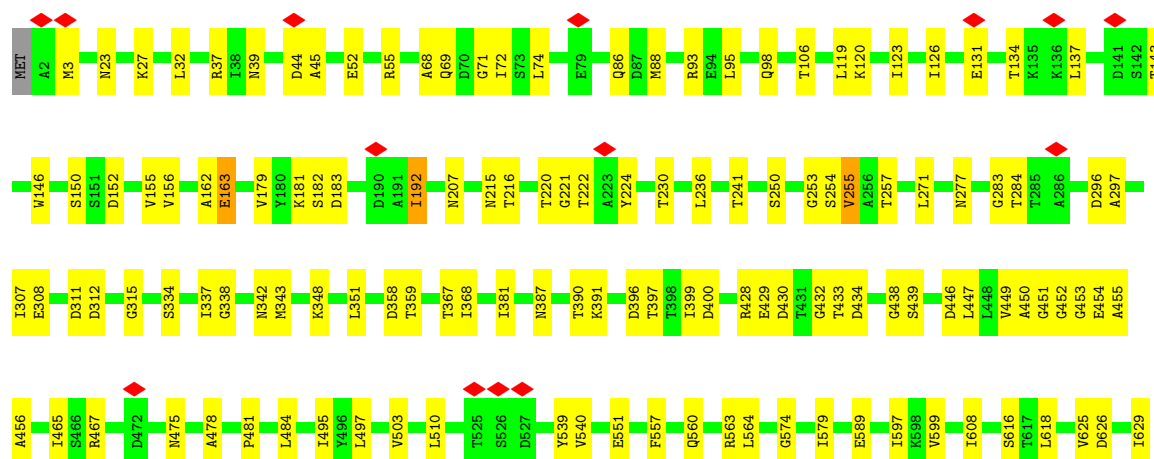 MET A2 M3 N23 K27 L32 R37 I38 N39 D44 A45 E52 R55 A68 Q69 D70 G71 I72 S73 L74 E79 Q86 D87 M88 R93 E94 L95 Q98 T106 L119 K120 I123 I126 E131 T134 K135 K136 L137 D141 S142 T143
W146 S150 S151 D152 V155 V156 A162 E163 V179 Y180 K181 S182 D183 D190 A191 I192 N207 N215 T216 T220 G221 T222 A223 Y224 T230 L236 T241 S250 G253 S254 V255 A256 T257 L271 N277 G283 T284 T285 A286 D296 A297
I307 E308 D311 D312 G315 S334 I337 G338 N342 M343 K348 L351 D358 T359 T367 I368 I381 N387 T390 K391 D396 T397 T398 I399 D400 R428 E429 D430 T431 G432 T433 D434 G438 S439 D446 L447 L448 V449 A450 G451 G452 G453 E454 A455
A456 I465 S466 R467 D472 N475 A478 P481 L484 I495 Y496 L497 V503 L510 T525 S526 D527 Y539 V540 E551 F557 Q560 R563 L564 G574 I579 E589 I597 K598 V599 I608 S616 T617 L618 V625 D626 I629